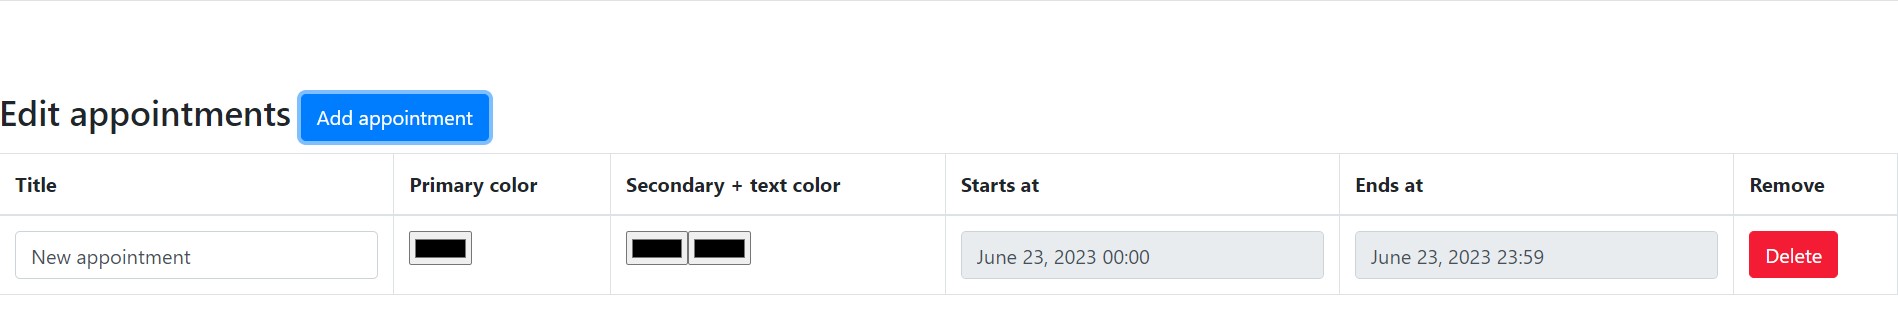 Edit appointments Add appointment
Title Primary color Secondary + text color Starts at Ends at Remove
New appointment June 23, 2023 00:00 June 23, 2023 23:59 Delete